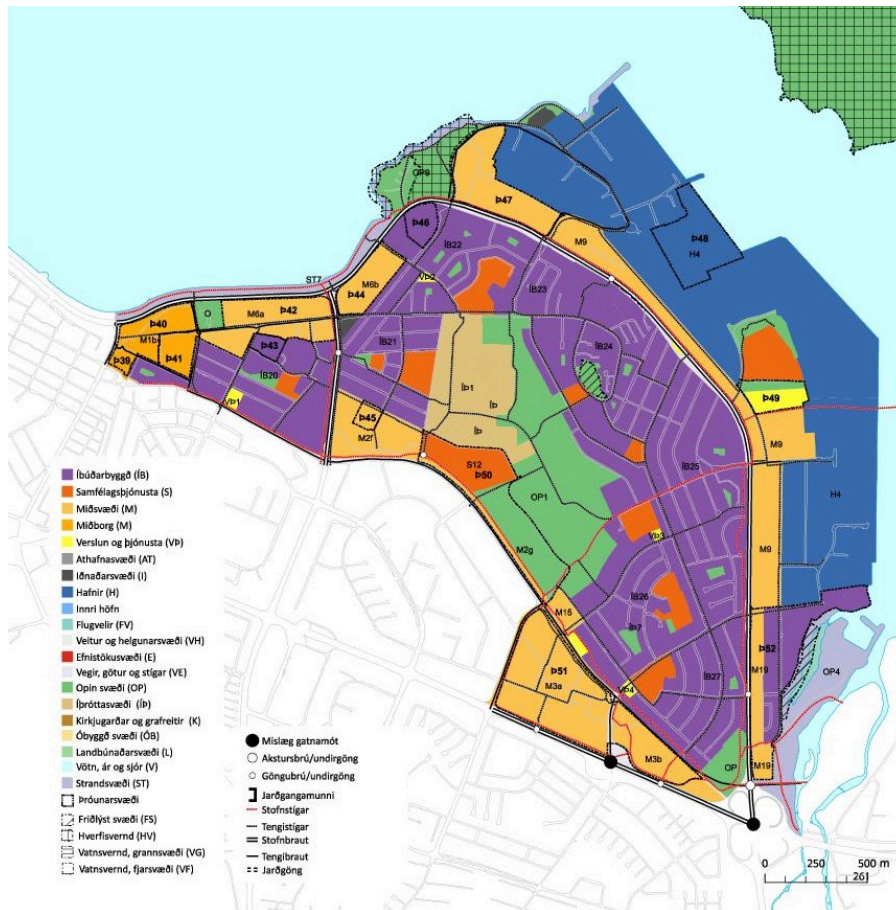 OP9
Þ47
Þ46
ÍB22
M9
Þ48
H4
VÞ2
ST7
M6b
ÍB23
Þ44
O
M6a
Þ42
Þ40
M1b
Þ41
Þ39
Þ43
ÍB20
VÞ1
ÍB21
Þ45
M2f
ÍÞ1
ÍÞ
ÍÞ
ÍB24
Þ49
M9
S12
Þ50
OP1
ÍB25
H4
M2g
VÞ3
M9
M15
ÍB26
ÍÞ7
Þ51
M3a
VÞ4
ÍB27
Þ52
M19
OP4
M3b
OP
M19
Íbúðarbyggð (ÍB)
Samfélagsþjónusta (S)
Miðsvæði (M)
Miðborg (M)
Verslun og þjónusta (VÞ)
Athafnasvæði (AT)
Iðnaðarsvæði (I)
Hafnir (H)
Innri höfn
Flugvelir (FV)
Veitur og helgunarsvæði (VH)
Efnistökusvæði (E)
Vegir, götur og stígar (VE)
Opin svæði (OP)
Íþróttasvæði (ÍÞ)
Kirkjugarðar og grafreitir (K)
Óbyggð svæði (ÓB)
Landbúnaðarsvæði (L)
Vötn, ár og sjór (V)
Strandsvæði (ST)
Þróunarsvæði
Friðlýst svæði (FS)
Hverfisvernd (HV)
Vatnsvernd, grannsvæði (VG)
Vatnsvernd, fjarsvæði (VF)
Mislæg gatnamót
Akstursbrú/undirgöng
Göngubrú/undirgöng
Jarðgangamunni
Stofnstígar
Tengistígar
Stofnbraut
Tengibraut
Jarðgöng
0 250 500 m
26